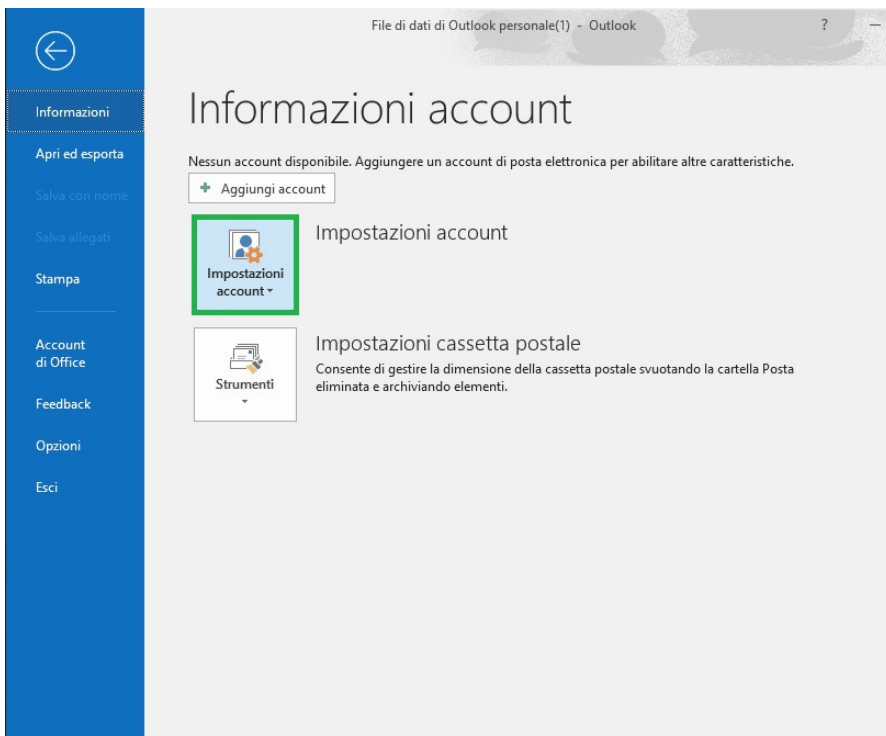 File di dati di Outlook personale(1) - Outlook
?
Informazioni
Apri ed esporta
Salva con nome
Salva allegati
Stampa
Account
di Office
Feedback
Opzioni
Esci
Informazioni account
Nessun account disponibile. Aggiungere un account di posta elettronica per abilitare altre caratteristiche.
Aggiungi account
Impostazioni
account
Impostazioni account
Strumenti
Impostazioni cassetta postale
Consente di gestire la dimensione della cassetta postale svuotando la cartella Posta
eliminata e archiviando elementi.